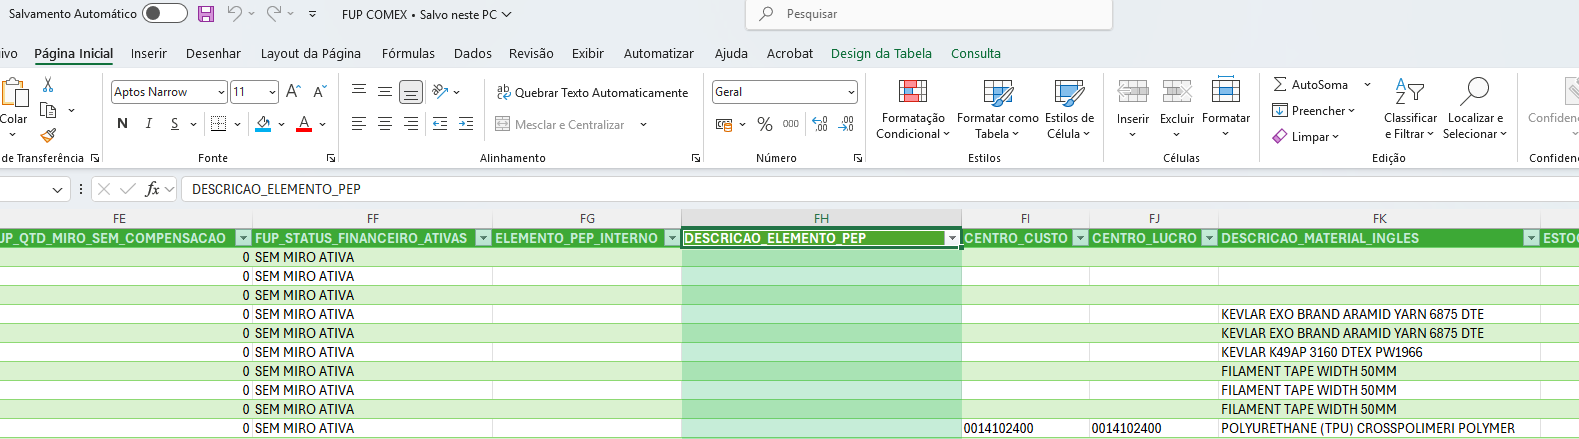 Salvamento Automático FUP COMEX • Salvo neste PC Pesquisar
ivo Página Inicial Inserir Desenhar Layout da Página Fórmulas Dados Revisão Exibir Automatizar Ajuda Acrobat Design da Tabela Consulta
Colar Aptos Narrow 11 A A ab Quebrar Texto Automaticamente Geral Formatação Condicional Formatar como Tabela Estilos de Célula Inserir Excluir Formatar AutoSoma Classificar e Filtrar Localizar e Selecionar Confidenc
N I S A Mesclar e Centralizar % 000 Preencher
Limpar
de Transferência Fonte Alinhamento Número Estilos Células Edição Confidenc
fx DESCRICAO_ELEMENTO_PEP
FE FF FG FH FI FJ FK
UP_QTD_MIRO_SEM_COMPENSACAO FUP_STATUS_FINANCEIRO_ATIVAS ELEMENTO_PEP_INTERNO DESCRICAO_ELEMENTO_PEP CENTRO_CUSTO CENTRO_LUCRO DESCRICAO_MATERIAL_INGLES ESTOC
0 SEM MIRO ATIVA
0 SEM MIRO ATIVA
0 SEM MIRO ATIVA
0 SEM MIRO ATIVA KEVLAR EXO BRAND ARAMID YARN 6875 DTE
0 SEM MIRO ATIVA KEVLAR EXO BRAND ARAMID YARN 6875 DTE
0 SEM MIRO ATIVA KEVLAR K49AP 3160 DTEX PW1966
0 SEM MIRO ATIVA FILAMENT TAPE WIDTH 50MM
0 SEM MIRO ATIVA FILAMENT TAPE WIDTH 50MM
0 SEM MIRO ATIVA FILAMENT TAPE WIDTH 50MM
0 SEM MIRO ATIVA 0014102400 0014102400 POLYURETHANE (TPU) CROSSPOLIMERI POLYMER